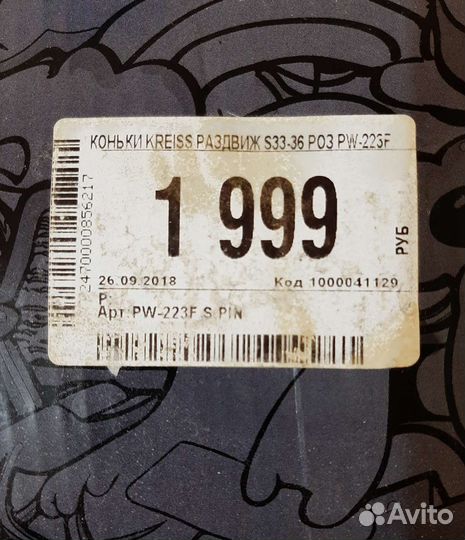 КОНЬКИ KREISS РАЗДВИЖ S33-36 РОЗ PW-223F
1 999
РУБ
2470000856217
26.09.2018 Код 1000041129
Р:
Арт PW-223F S PIN
Avito